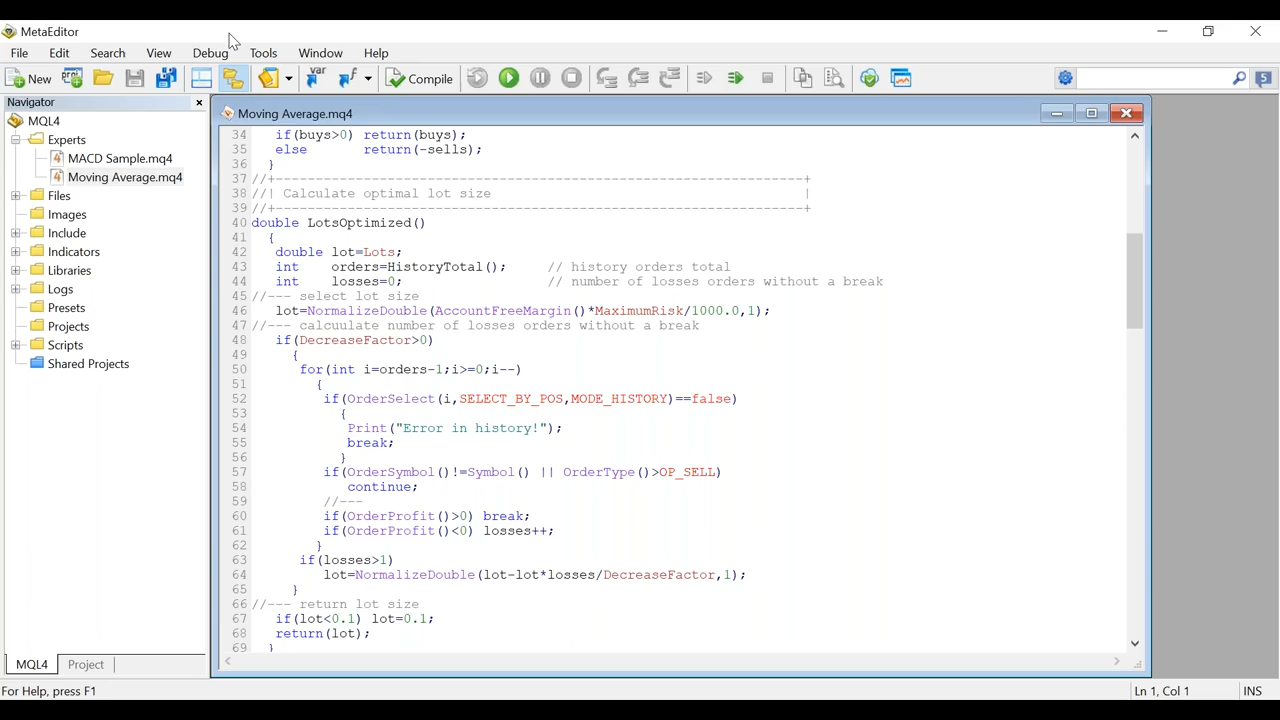 MetaEditor
File Edit Search View Debug Tools Window Help
New Compile 5
Navigator
MQL4
Experts
MACD Sample.mq4
Moving Average.mq4
Files
Images
Include
Indicators
Libraries
Logs
Presets
Projects
Scripts
Shared Projects
MQL4 Project
Moving Average.mq4
34 if(buys>0) return(buys);
35 else return(-sells);
36 }
37 //+------------------------------------------------------------------+
38 //| Calculate optimal lot size |
39 //+------------------------------------------------------------------+
40 double LotsOptimized()
41 {
42 double lot=Lots;
43 int orders=HistoryTotal(); // history orders total
44 int losses=0; // number of losses orders without a break
45 //--- select lot size
46 lot=NormalizeDouble(AccountFreeMargin()*MaximumRisk/1000.0,1);
47 //--- calcuulate number of losses orders without a break
48 if(DecreaseFactor>0)
49 {
50 for(int i=orders-1;i>=0;i--)
51 {
52 if(OrderSelect(i,SELECT_BY_POS,MODE_HISTORY)==false)
53 {
54 Print("Error in history!");
55 break;
56 }
57 if(OrderSymbol()!=Symbol() || OrderType()>OP_SELL)
58 continue;
59 //---
60 if(OrderProfit()>0) break;
61 if(OrderProfit()<0) losses++;
62 }
63 if(losses>1)
64 lot=NormalizeDouble(lot-lot*losses/DecreaseFactor,1);
65 }
66 //--- return lot size
67 if(lot<0.1) lot=0.1;
68 return(lot);
69 }
For Help, press F1 Ln 1, Col 1 INS